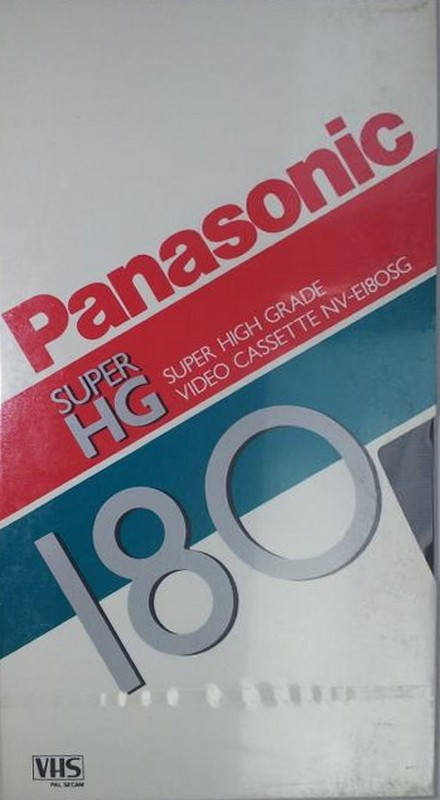 Panasonic
SUPER
HG
SUPER HIGH GRADE
VIDEO CASSETTE NV-E180SG
180
VHS
PAL SECAM